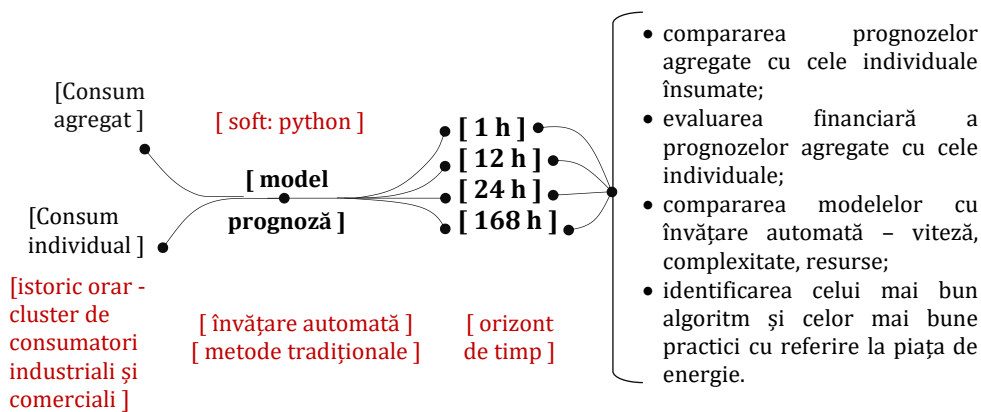 [Consum
agregat ]
[Consum
individual ]
[istoric orar -
cluster de
consumatori
industriali și
comerciali ]
[ soft: python ]
[ model
prognoză ]
[ învățare automată ]
[ metode tradiționale ]
[ 1 h ]
[ 12 h ]
[ 24 h ]
[ 168 h ]
[ orizont
de timp ]
• compararea prognozelor
agregate cu cele individuale
însumate;
• evaluarea financiară a
prognozelor agregate cu cele
individuale;
• compararea modelelor cu
învățare automată – viteză,
complexitate, resurse;
• identificarea celui mai bun
algoritm și celor mai bune
practici cu referire la piața de
energie.